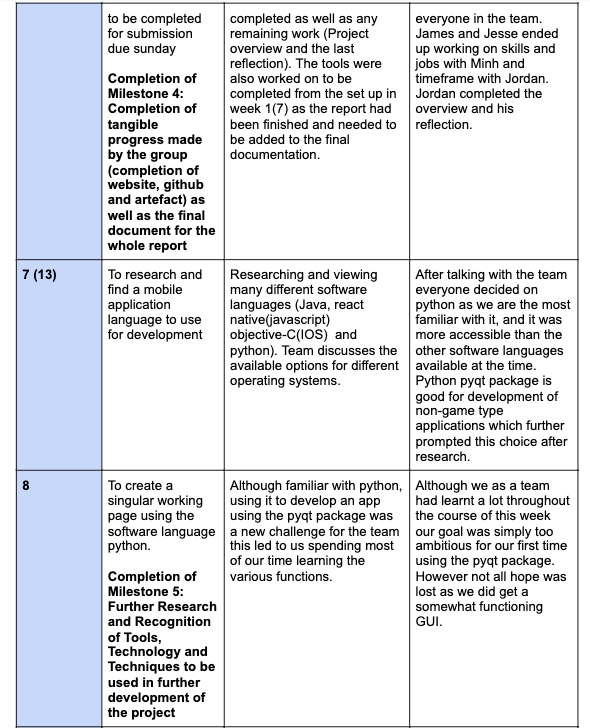 to be completed
for submission
due sunday
Completion of
Milestone 4:
Completion of
tangible
progress made
by the group
(completion of
website, github
and artefact) as
well as the final
document for the
whole report
completed as well as any
remaining work (Project
overview and the last
reflection). The tools were
also worked on to be
completed from the set up in
week 1(7) as the report had
been finished and needed to
be added to the final
documentation.
everyone in the team.
James and Jesse ended
up working on skills and
jobs with Minh and
timeframe with Jordan.
Jordan completed the
overview and his
reflection.
7 (13)
To research and
find a mobile
application
language to use
for development
Researching and viewing
many different software
languages (Java, react
native(javascript)
objective-C(IOS) and
python). Team discusses the
available options for different
operating systems.
After talking with the team
everyone decided on
python as we are the most
familiar with it, and it was
more accessible than the
other software languages
available at the time.
Python pyqt package is
good for development of
non-game type
applications which further
prompted this choice after
research.
8
To create a
singular working
page using the
software language
python.
Completion of
Milestone 5:
Further Research
and Recognition
of Tools,
Technology and
Techniques to be
used in further
development of
the project
Although familiar with python,
using it to develop an app
using the pyqt package was
a new challenge for the team
this led to us spending most
of our time learning the
various functions.
Although we as a team
had learnt a lot throughout
the course of this week
our goal was simply too
ambitious for our first time
using the pyqt package.
However not all hope was
lost as we did get a
somewhat functioning
GUI.